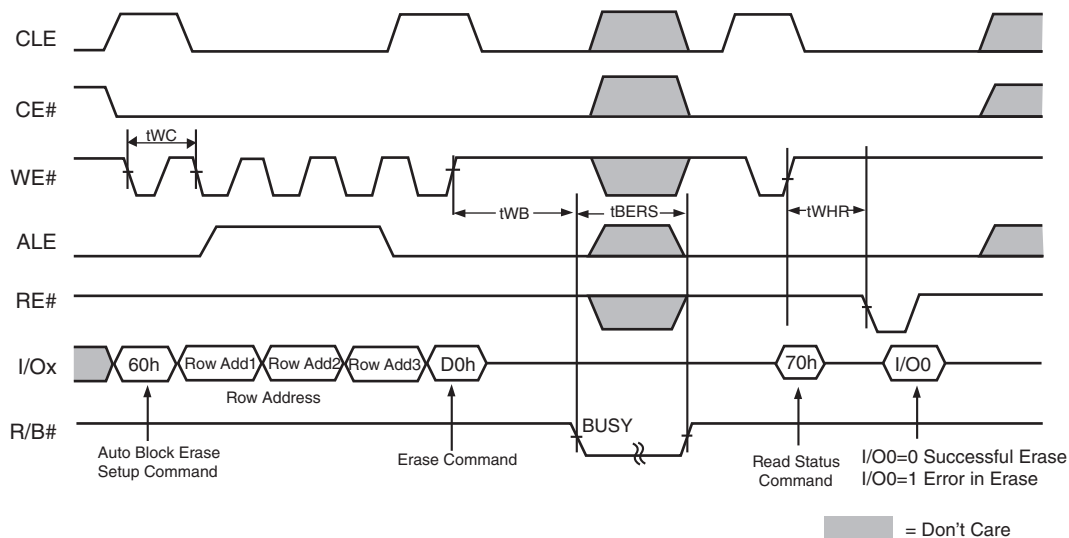 CLE
CE#
tWC
WE#
tWB
tBERS
tWHR
ALE
RE#
I/Ox
60h
Row Add1
Row Add2
Row Add3
D0h
70h
I/O0
Row Address
R/B#
BUSY
Auto Block Erase
Setup Command
Erase Command
Read Status
Command
I/O0=0 Successful Erase
I/O0=1 Error in Erase
= Don't Care